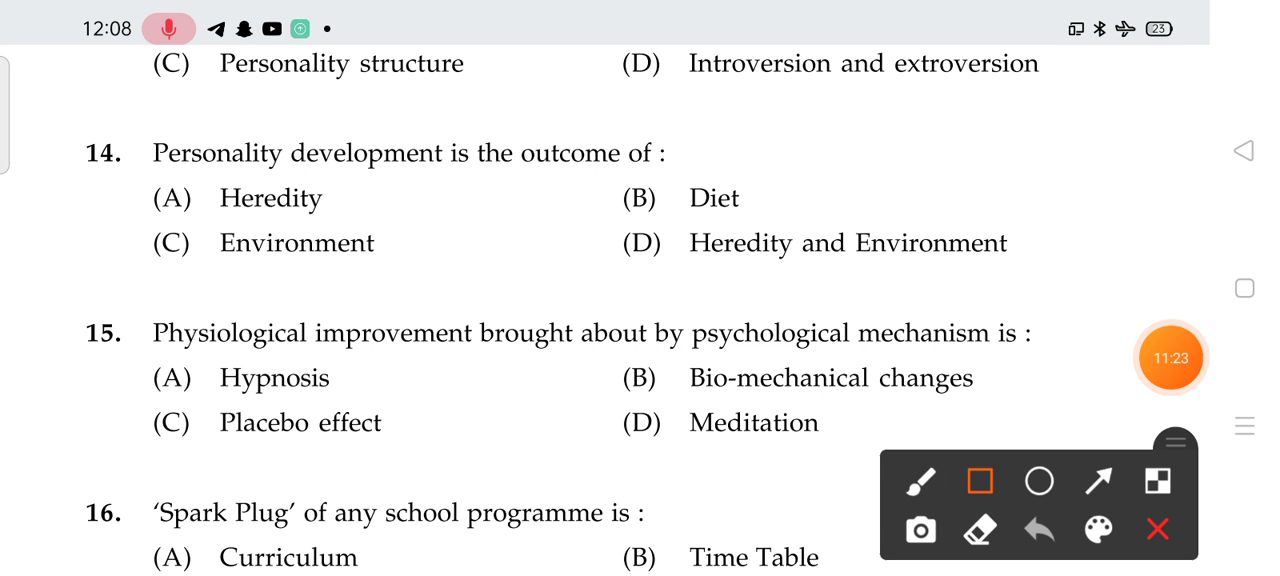 12:08 23
(C) Personality structure (D) Introversion and extroversion
14. Personality development is the outcome of :
(A) Heredity (B) Diet
(C) Environment (D) Heredity and Environment
15. Physiological improvement brought about by psychological mechanism is :
(A) Hypnosis (B) Bio-mechanical changes
11:23
(C) Placebo effect (D) Meditation
16. ‘Spark Plug’ of any school programme is :
(A) Curriculum (B) Time Table